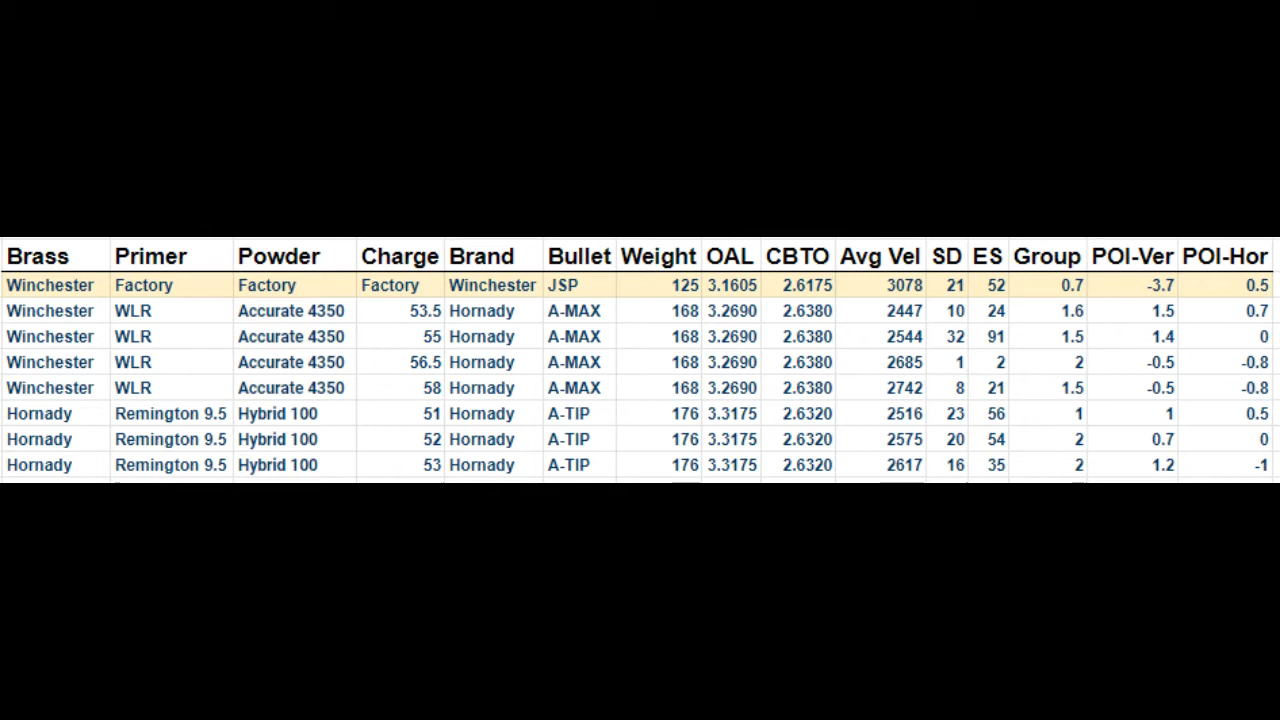 Brass Primer Powder Charge Brand Bullet Weight OAL CBTO Avg Vel SD ES Group POI-Ver POI-Hor
Winchester Factory Factory Factory Winchester JSP 125 3.1605 2.6175 3078 21 52 0.7 -3.7 0.5
Winchester WLR Accurate 4350 53.5 Hornady A-MAX 168 3.2690 2.6380 2447 10 24 1.6 1.5 0.7
Winchester WLR Accurate 4350 55 Hornady A-MAX 168 3.2690 2.6380 2544 32 91 1.5 1.4 0
Winchester WLR Accurate 4350 56.5 Hornady A-MAX 168 3.2690 2.6380 2685 1 2 2 -0.5 -0.8
Winchester WLR Accurate 4350 58 Hornady A-MAX 168 3.2690 2.6380 2742 8 21 1.5 -0.5 -0.8
Hornady Remington 9.5 Hybrid 100 51 Hornady A-TIP 176 3.3175 2.6320 2516 23 56 1 1 0.5
Hornady Remington 9.5 Hybrid 100 52 Hornady A-TIP 176 3.3175 2.6320 2575 20 54 2 0.7 0
Hornady Remington 9.5 Hybrid 100 53 Hornady A-TIP 176 3.3175 2.6320 2617 16 35 2 1.2 -1